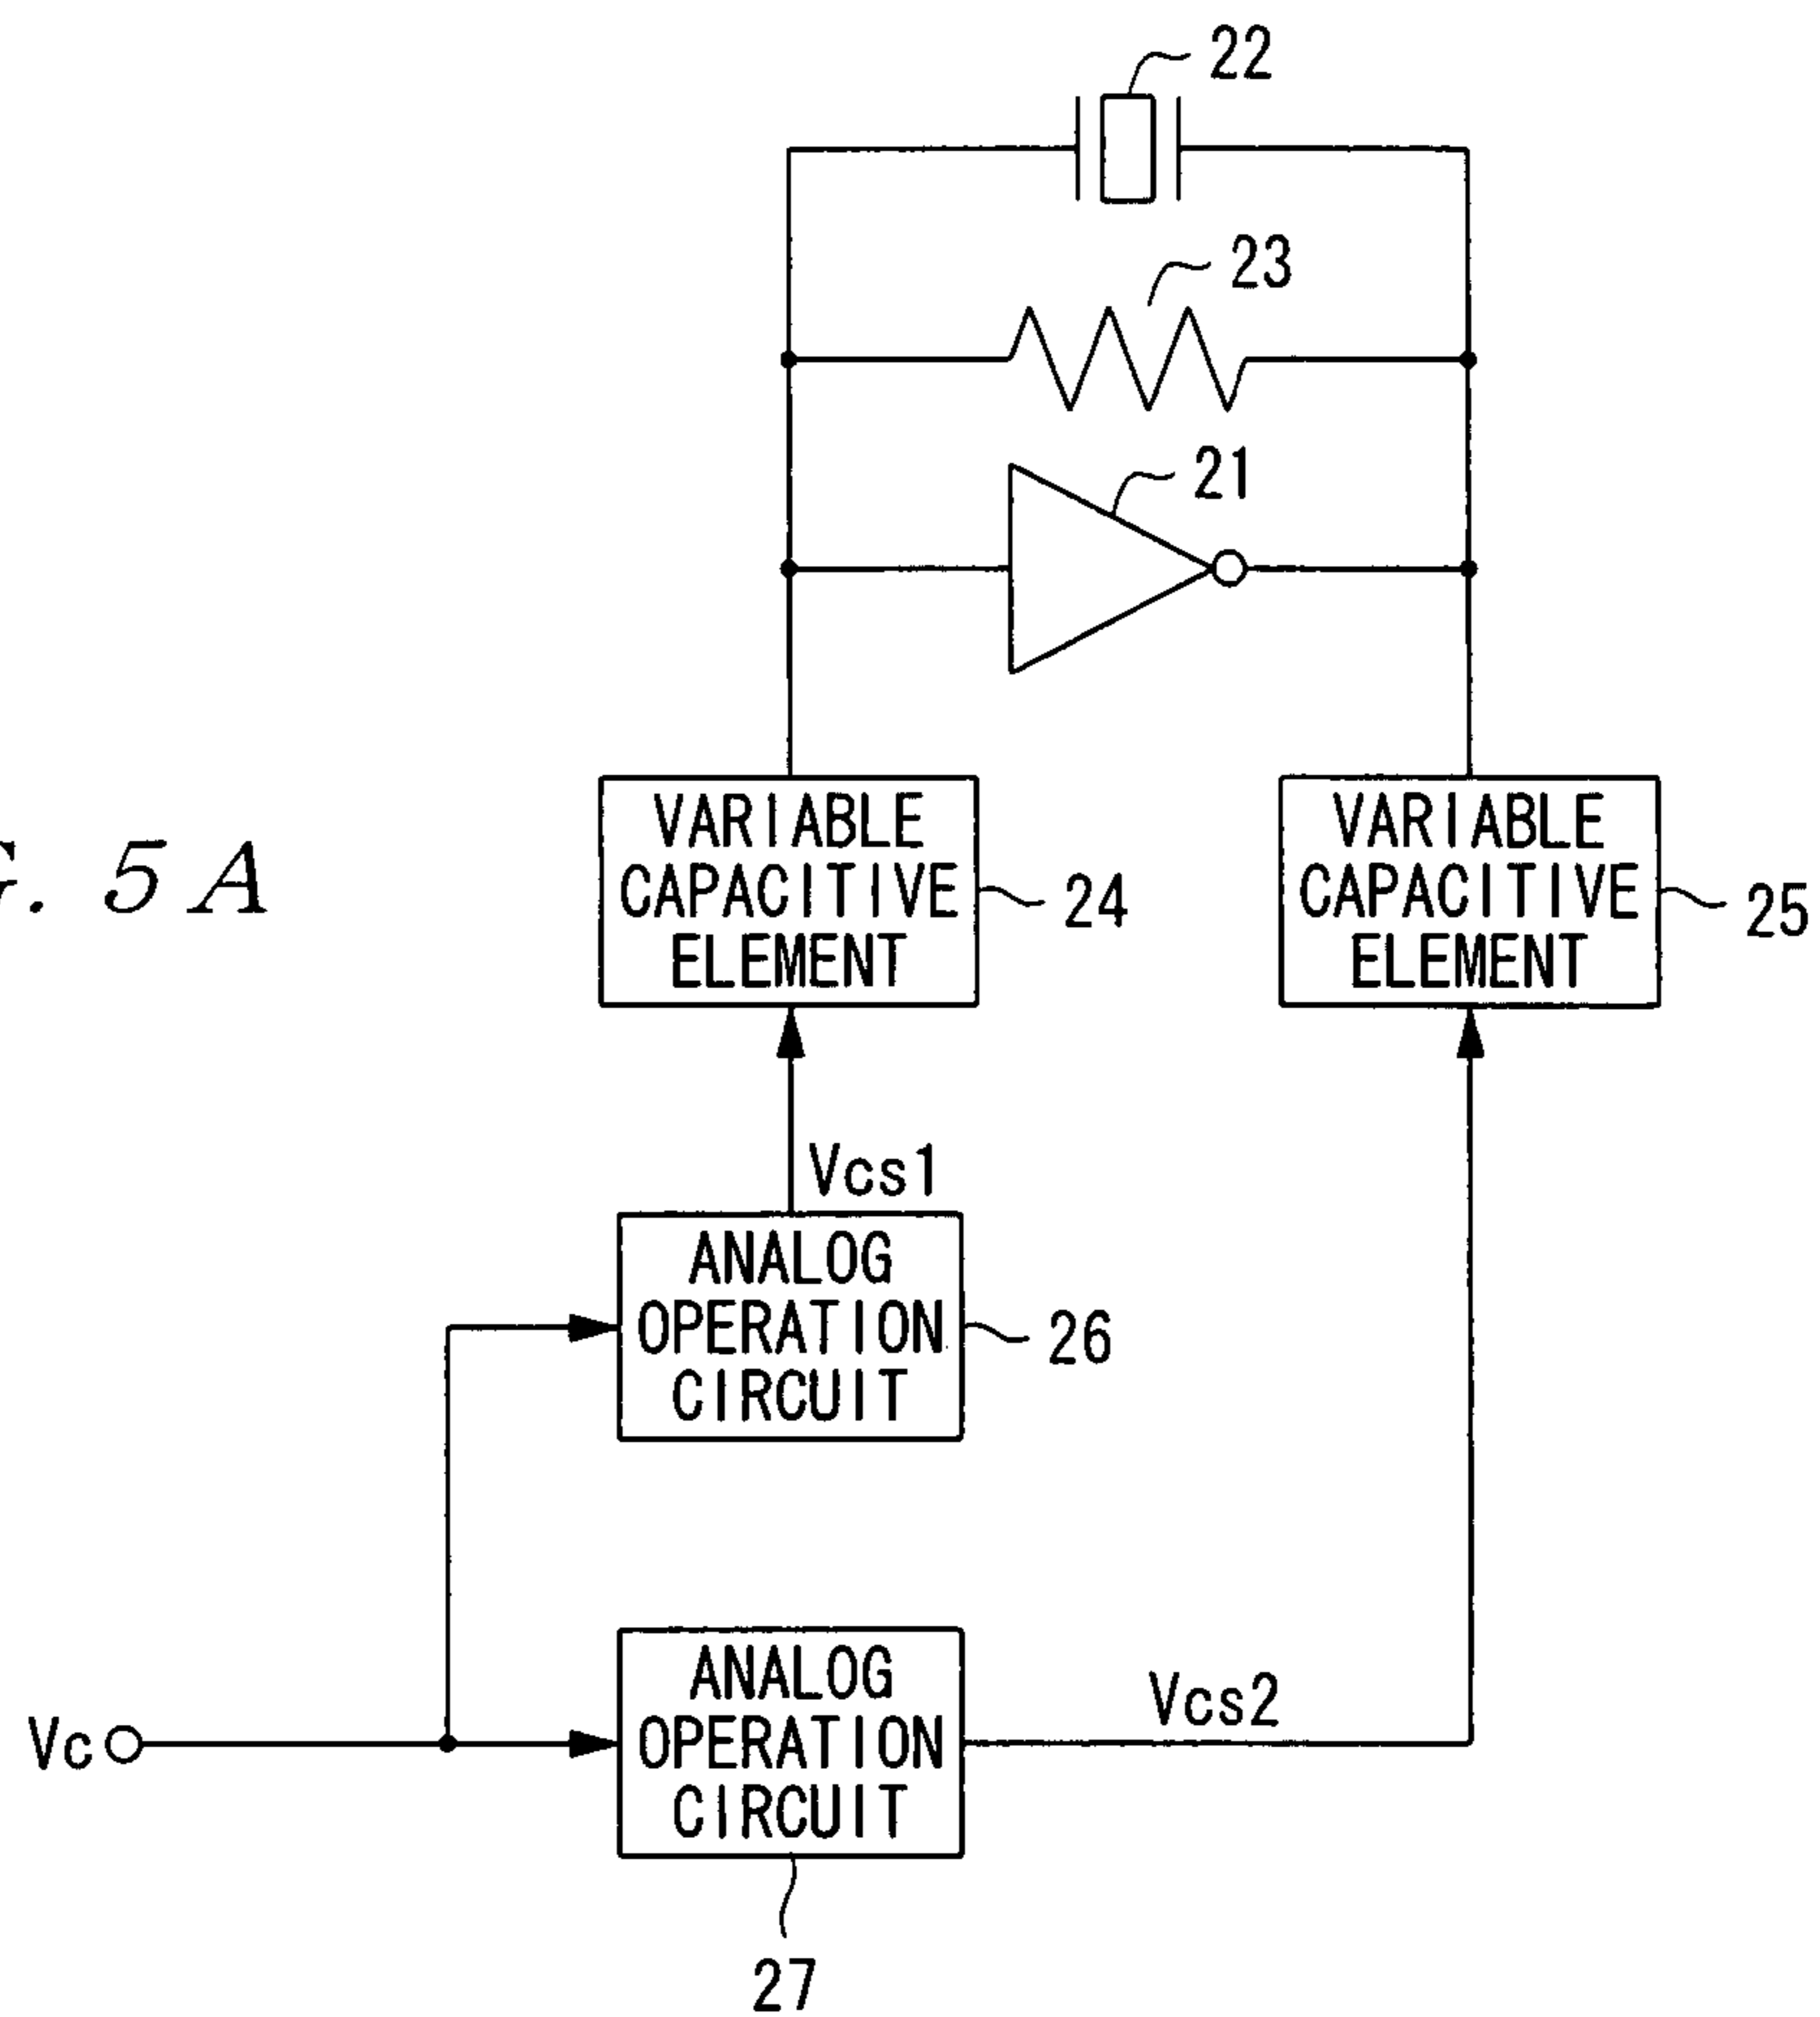 22
23
21
VARIABLE
CAPACITIVE
ELEMENT
24
VARIABLE
CAPACITIVE
ELEMENT
25
5 A
Vcs1
ANALOG
OPERATION
CIRCUIT
26
Vc
ANALOG
OPERATION
CIRCUIT
Vcs2
27